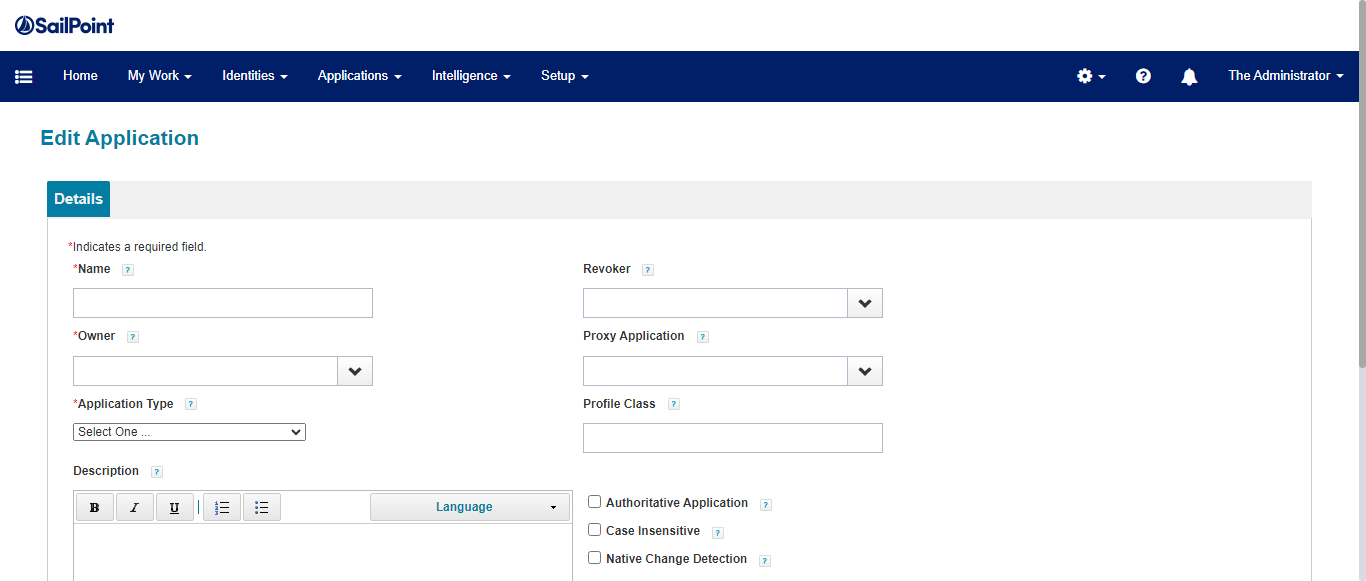 SailPoint
Home My Work Identities Applications Intelligence Setup ? The Administrator
Edit Application
Details
*Indicates a required field.
*Name ? Revoker ?
*Owner ? Proxy Application ?
*Application Type ? Profile Class ?
Select One ...
Description ?
B I U Language
Authoritative Application ?
Case Insensitive ?
Native Change Detection ?